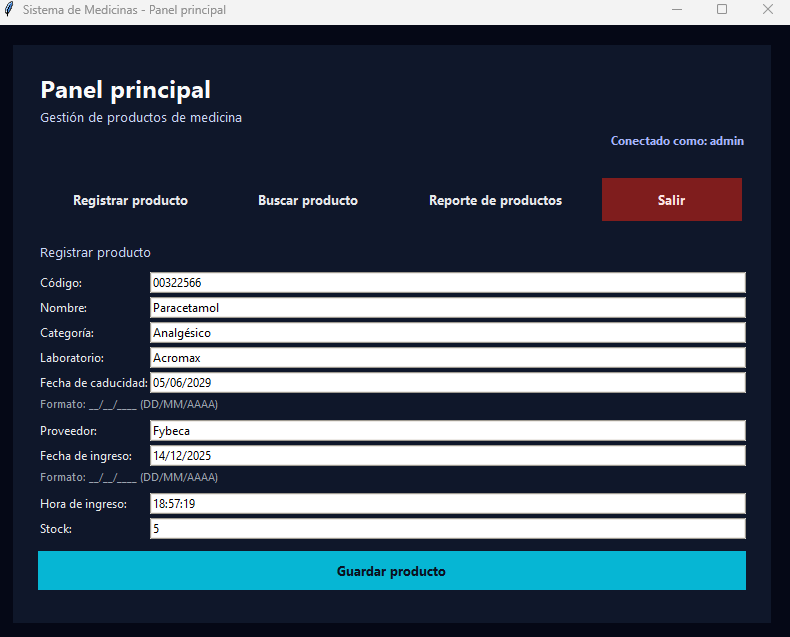 Sistema de Medicinas - Panel principal
Panel principal
Gestión de productos de medicina
Conectado como: admin
Registrar producto Buscar producto Reporte de productos Salir
Registrar producto
Código: 00322566
Nombre: Paracetamol
Categoría: Analgésico
Laboratorio: Acromax
Fecha de caducidad: 05/06/2029
Formato: __/__/____ (DD/MM/AAAA)
Proveedor: Fybeca
Fecha de ingreso: 14/12/2025
Formato: __/__/____ (DD/MM/AAAA)
Hora de ingreso: 18:57:19
Stock: 5
Guardar producto